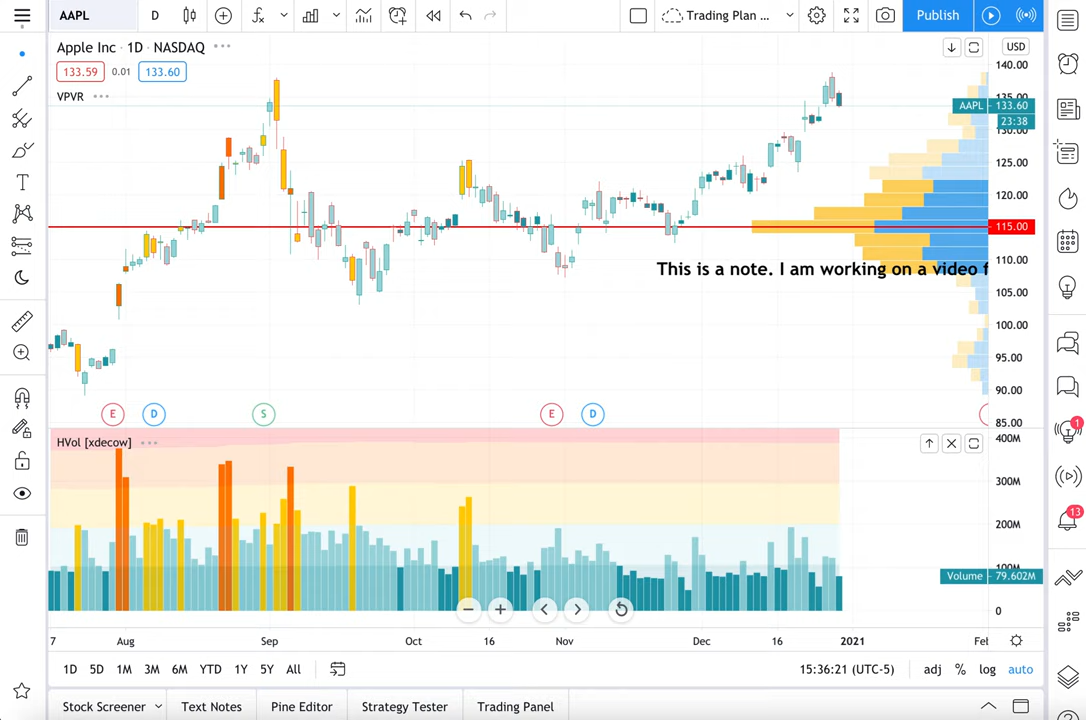 AAPL D Trading Plan ... Publish
Apple Inc · 1D · NASDAQ
USD
133.59 0.01 133.60
VPVR
140.00
135.00
AAPL 133.60
23:38
130.00
125.00
120.00
115.00
110.00
This is a note. I am working on a video f
105.00
100.00
95.00
90.00
E D S E D
85.00
HVol [xdecow]
400M
300M
200M
100M
Volume 79.602M
0
7 Aug Sep Oct 16 Nov Dec 16 2021 Fel
1D 5D 1M 3M 6M YTD 1Y 5Y All 15:36:21 (UTC-5) adj % log auto
Stock Screener Text Notes Pine Editor Strategy Tester Trading Panel
1
13